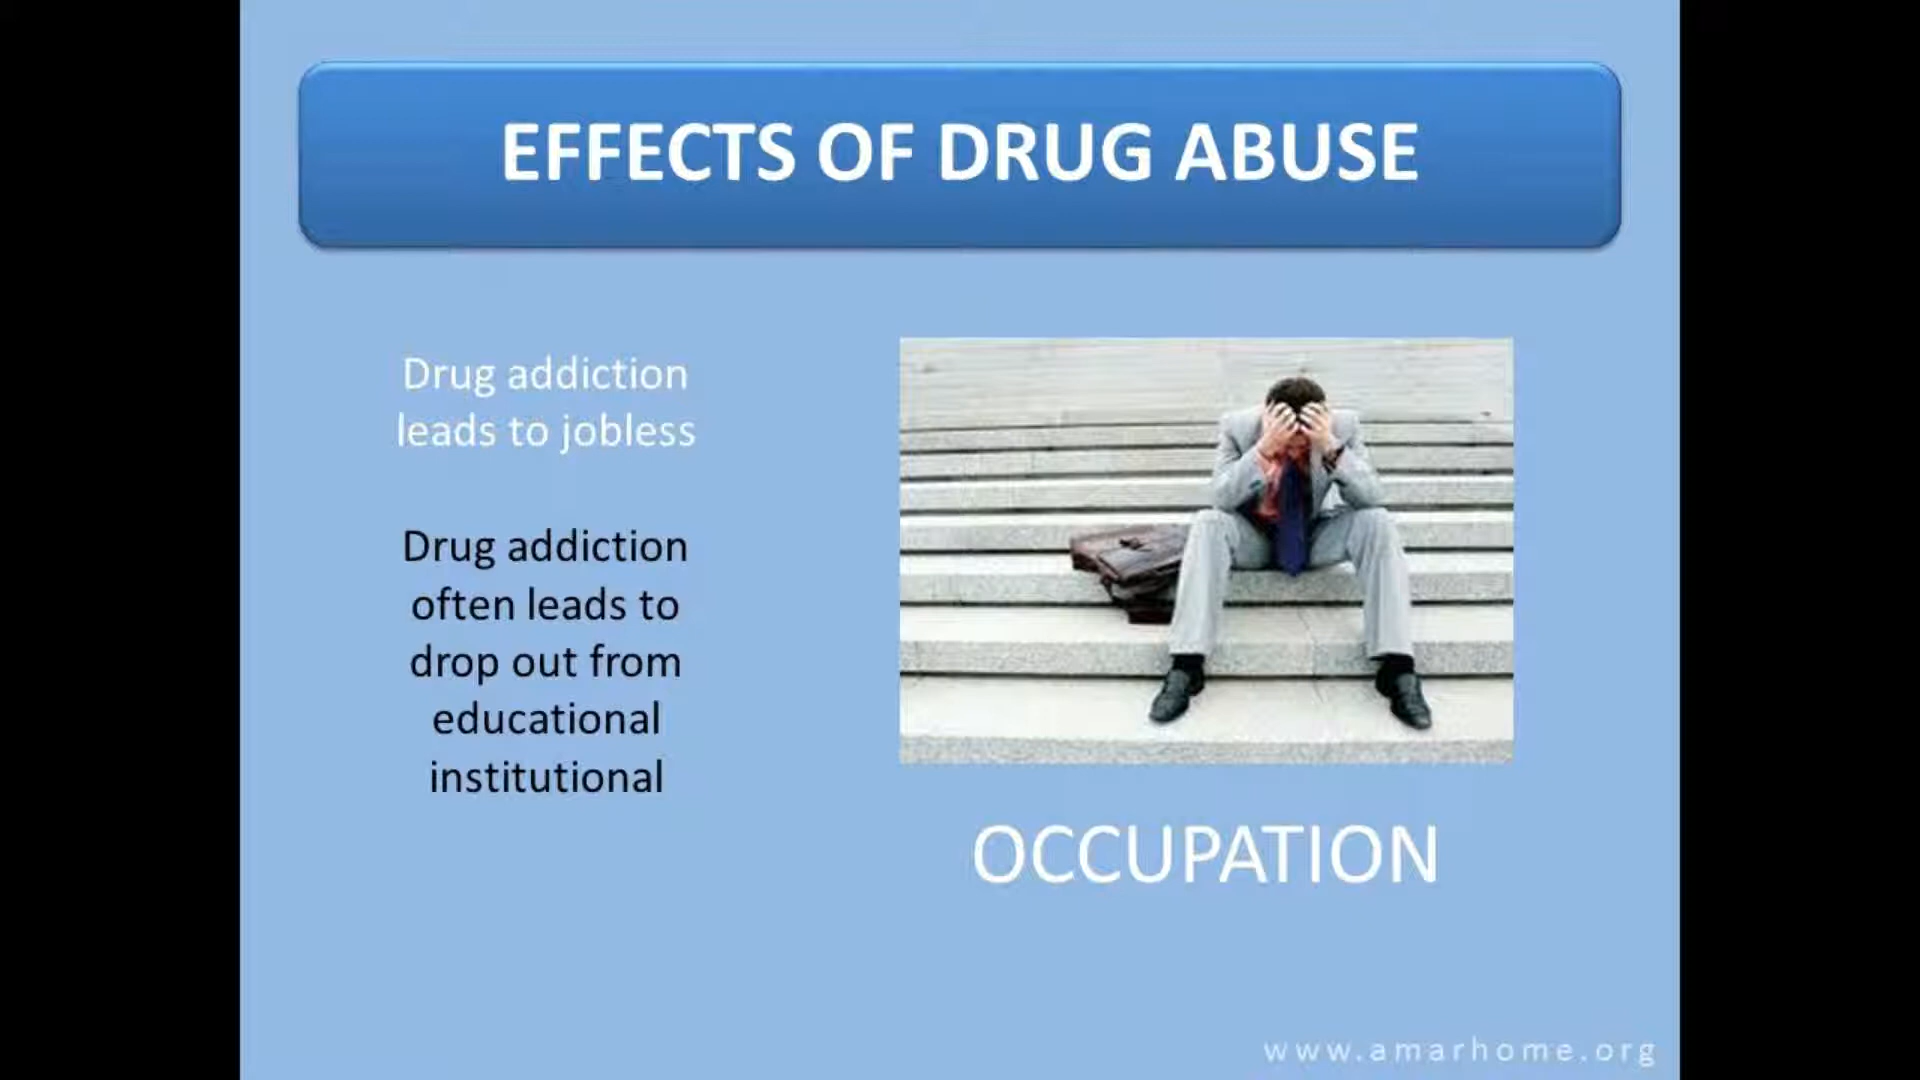 EFFECTS OF DRUG ABUSE
Drug addiction
leads to jobless
Drug addiction
often leads to
drop out from
educational
institutional
OCCUPATION
www.amarhome.org